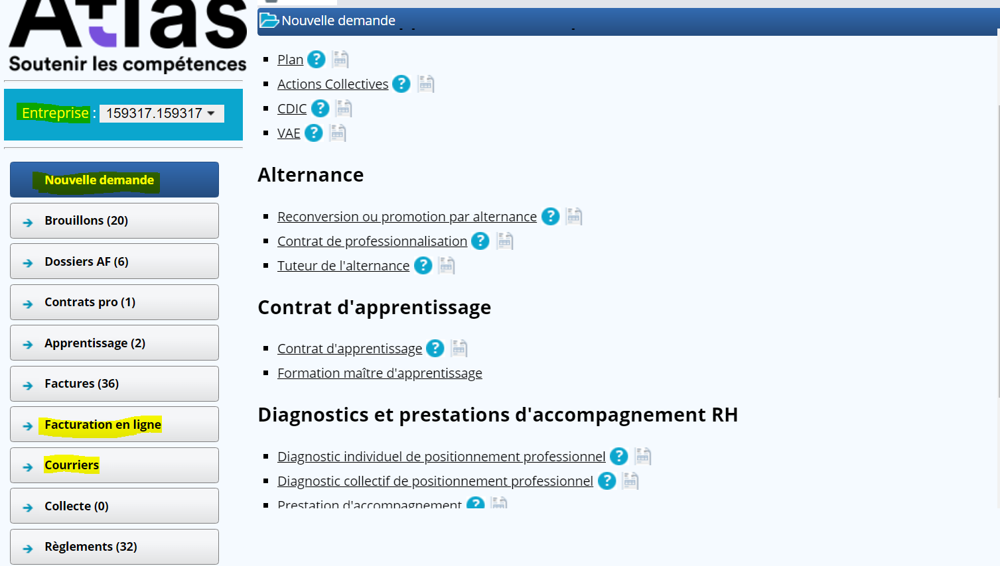 Atlas
Soutenir les compétences
Entreprise : 159317.159317
Nouvelle demande
Brouillons (20)
Dossiers AF (6)
Contrats pro (1)
Apprentissage (2)
Factures (36)
Facturation en ligne
Courriers
Collecte (0)
Règlements (32)
Nouvelle demande
Plan ?
Actions Collectives ?
CDIC ?
VAE ?
Alternance
Reconversion ou promotion par alternance ?
Contrat de professionnalisation ?
Tuteur de l'alternance ?
Contrat d'apprentissage
Contrat d'apprentissage ?
Formation maître d'apprentissage
Diagnostics et prestations d'accompagnement RH
Diagnostic individuel de positionnement professionnel ?
Diagnostic collectif de positionnement professionnel ?
Prestation d'accompagnement ?